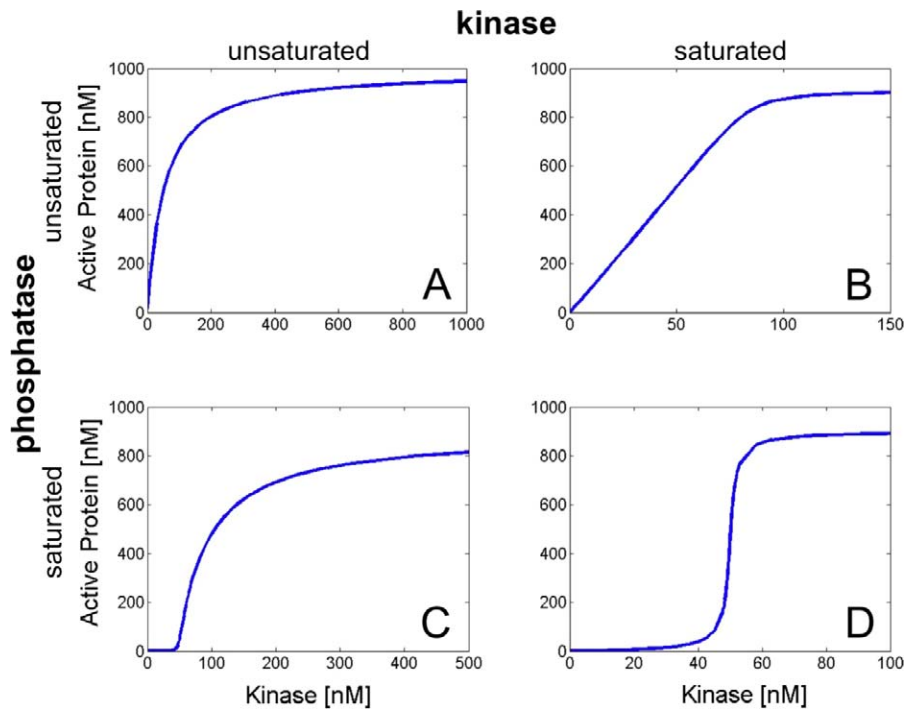 kinase
unsaturated
saturated
phosphatase
unsaturated
Active Protein [nM]
1000
800
600
400
200
0
0 200 400 600 800 1000
A
1000
800
600
400
200
0
0 50 100 150
B
saturated
Active Protein [nM]
1000
800
600
400
200
0
0 100 200 300 400 500
Kinase [nM]
C
1000
800
600
400
200
0
0 20 40 60 80 100
Kinase [nM]
D